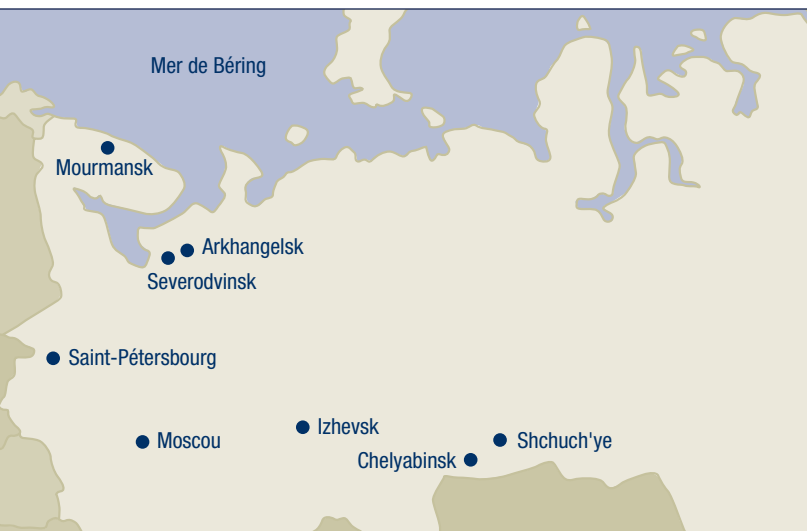 Mer de Béring
Mourmansk
Arkhangelsk
Severodvinsk
Saint-Pétersbourg
Izhevsk
Moscou
Shchuch'ye
Chelyabinsk